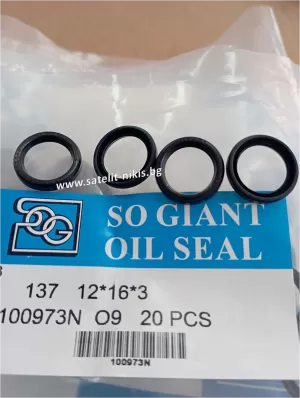 www.satelit-nikis.bg
SOG
SO GIANT
OIL SEAL
137 12*16*3
100973N O9 20 PCS
100973N